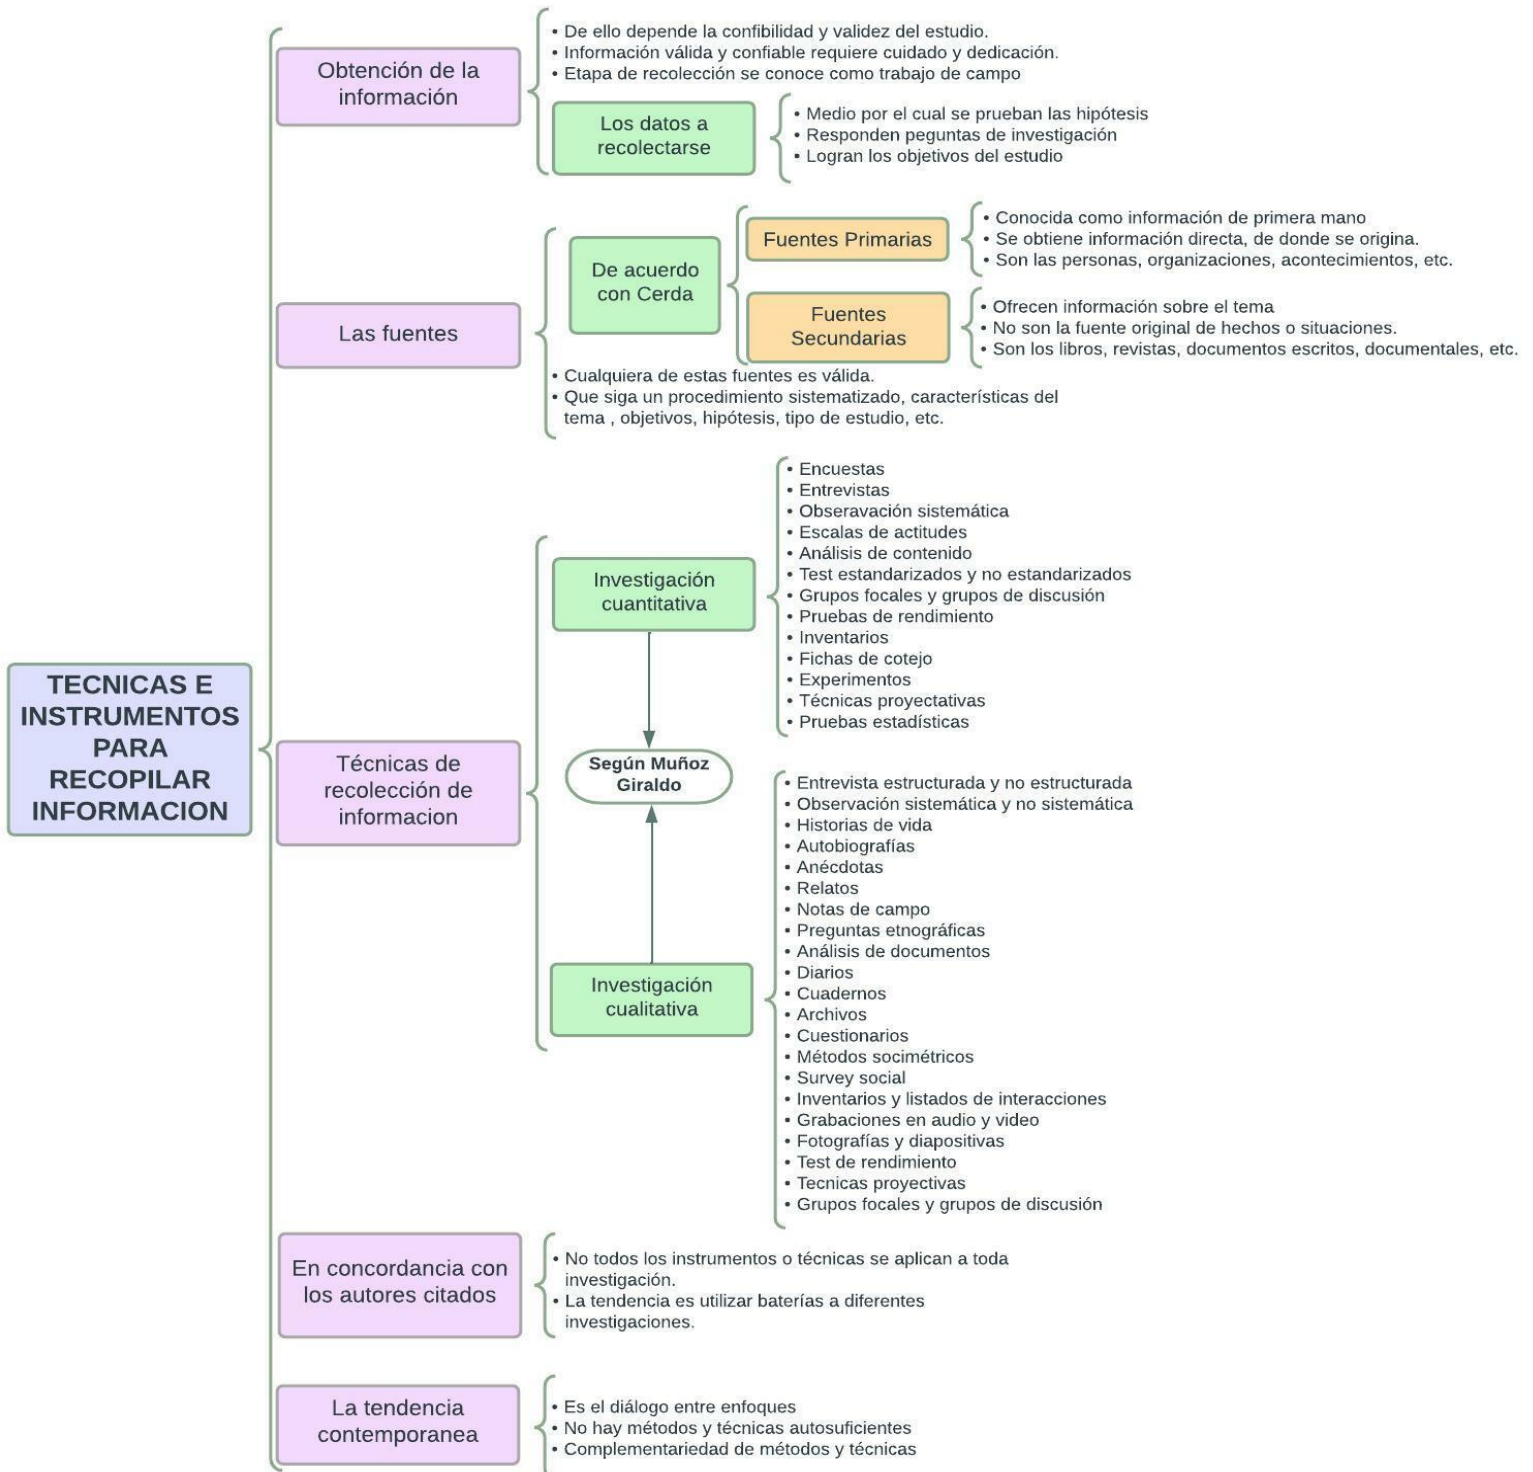 TECNICAS E
INSTRUMENTOS
PARA
RECOPILAR
INFORMACION
Obtención de la
información
• De ello depende la confibilidad y validez del estudio.
• Información válida y confiable requiere cuidado y dedicación.
• Etapa de recolección se conoce como trabajo de campo
Los datos a
recolectarse
• Medio por el cual se prueban las hipótesis
• Responden peguntas de investigación
• Logran los objetivos del estudio
Las fuentes
De acuerdo
con Cerda
Fuentes Primarias
• Conocida como información de primera mano
• Se obtiene información directa, de donde se origina.
• Son las personas, organizaciones, acontecimientos, etc.
Fuentes
Secundarias
• Ofrecen información sobre el tema
• No son la fuente original de hechos o situaciones.
• Son los libros, revistas, documentos escritos, documentales, etc.
• Cualquiera de estas fuentes es válida.
• Que siga un procedimiento sistematizado, características del
tema , objetivos, hipótesis, tipo de estudio, etc.
Técnicas de
recolección de
informacion
Investigación
cuantitativa
• Encuestas
• Entrevistas
• Obseravación sistemática
• Escalas de actitudes
• Análisis de contenido
• Test estandarizados y no estandarizados
• Grupos focales y grupos de discusión
• Pruebas de rendimiento
• Inventarios
• Fichas de cotejo
• Experimentos
• Técnicas proyectativas
• Pruebas estadísticas
Según Muñoz
Giraldo
Investigación
cualitativa
• Entrevista estructurada y no estructurada
• Observación sistemática y no sistemática
• Historias de vida
• Autobiografías
• Anécdotas
• Relatos
• Notas de campo
• Preguntas etnográficas
• Análisis de documentos
• Diarios
• Cuadernos
• Archivos
• Cuestionarios
• Métodos socimétricos
• Survey social
• Inventarios y listados de interacciones
• Grabaciones en audio y video
• Fotografías y diapositivas
• Test de rendimiento
• Tecnicas proyectivas
• Grupos focales y grupos de discusión
En concordancia con
los autores citados
• No todos los instrumentos o técnicas se aplican a toda
investigación.
• La tendencia es utilizar baterías a diferentes
investigaciones.
La tendencia
contemporanea
• Es el diálogo entre enfoques
• No hay métodos y técnicas autosuficientes
• Complementariedad de métodos y técnicas